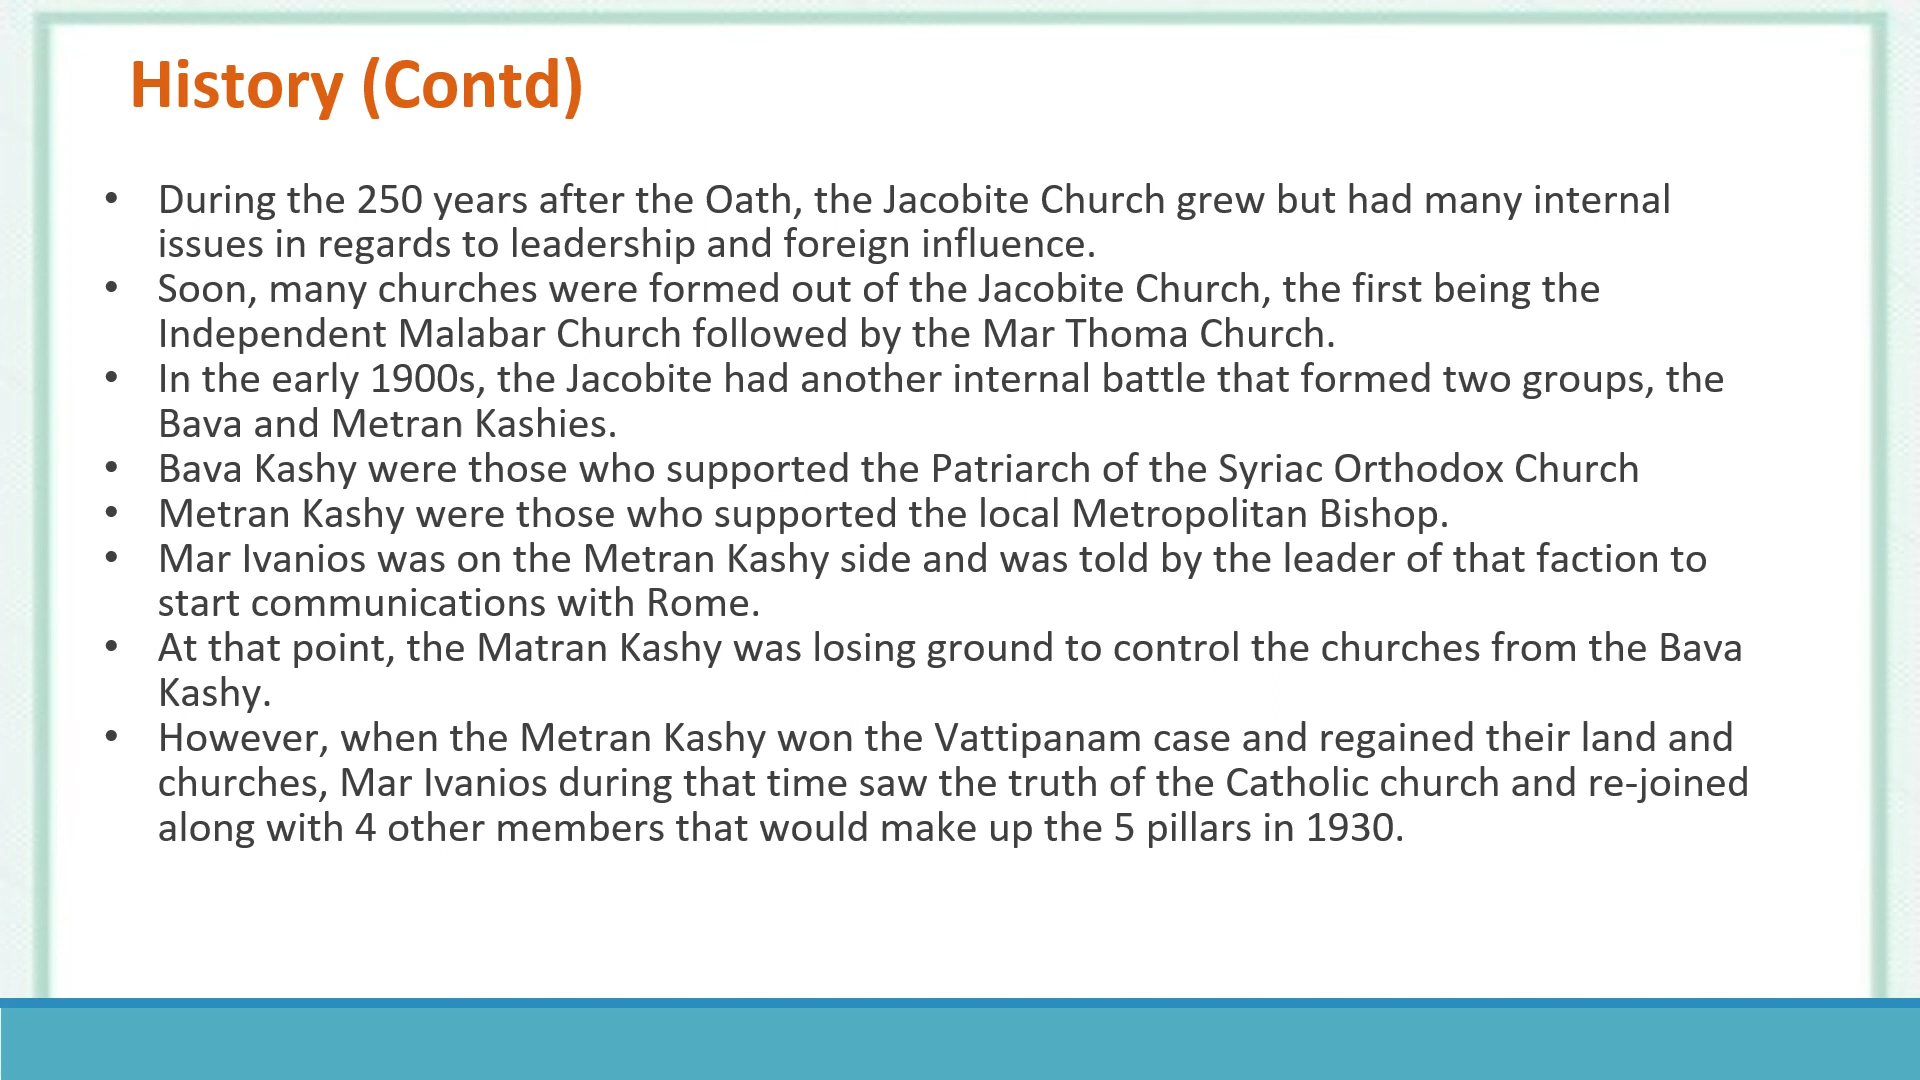 History (Contd)
• During the 250 years after the Oath, the Jacobite Church grew but had many internal
issues in regards to leadership and foreign influence.
• Soon, many churches were formed out of the Jacobite Church, the first being the
Independent Malabar Church followed by the Mar Thoma Church.
• In the early 1900s, the Jacobite had another internal battle that formed two groups, the
Bava and Metran Kashies.
• Bava Kashy were those who supported the Patriarch of the Syriac Orthodox Church
• Metran Kashy were those who supported the local Metropolitan Bishop.
• Mar Ivanios was on the Metran Kashy side and was told by the leader of that faction to
start communications with Rome.
• At that point, the Matran Kashy was losing ground to control the churches from the Bava
Kashy.
• However, when the Metran Kashy won the Vattipanam case and regained their land and
churches, Mar Ivanios during that time saw the truth of the Catholic church and re-joined
along with 4 other members that would make up the 5 pillars in 1930.